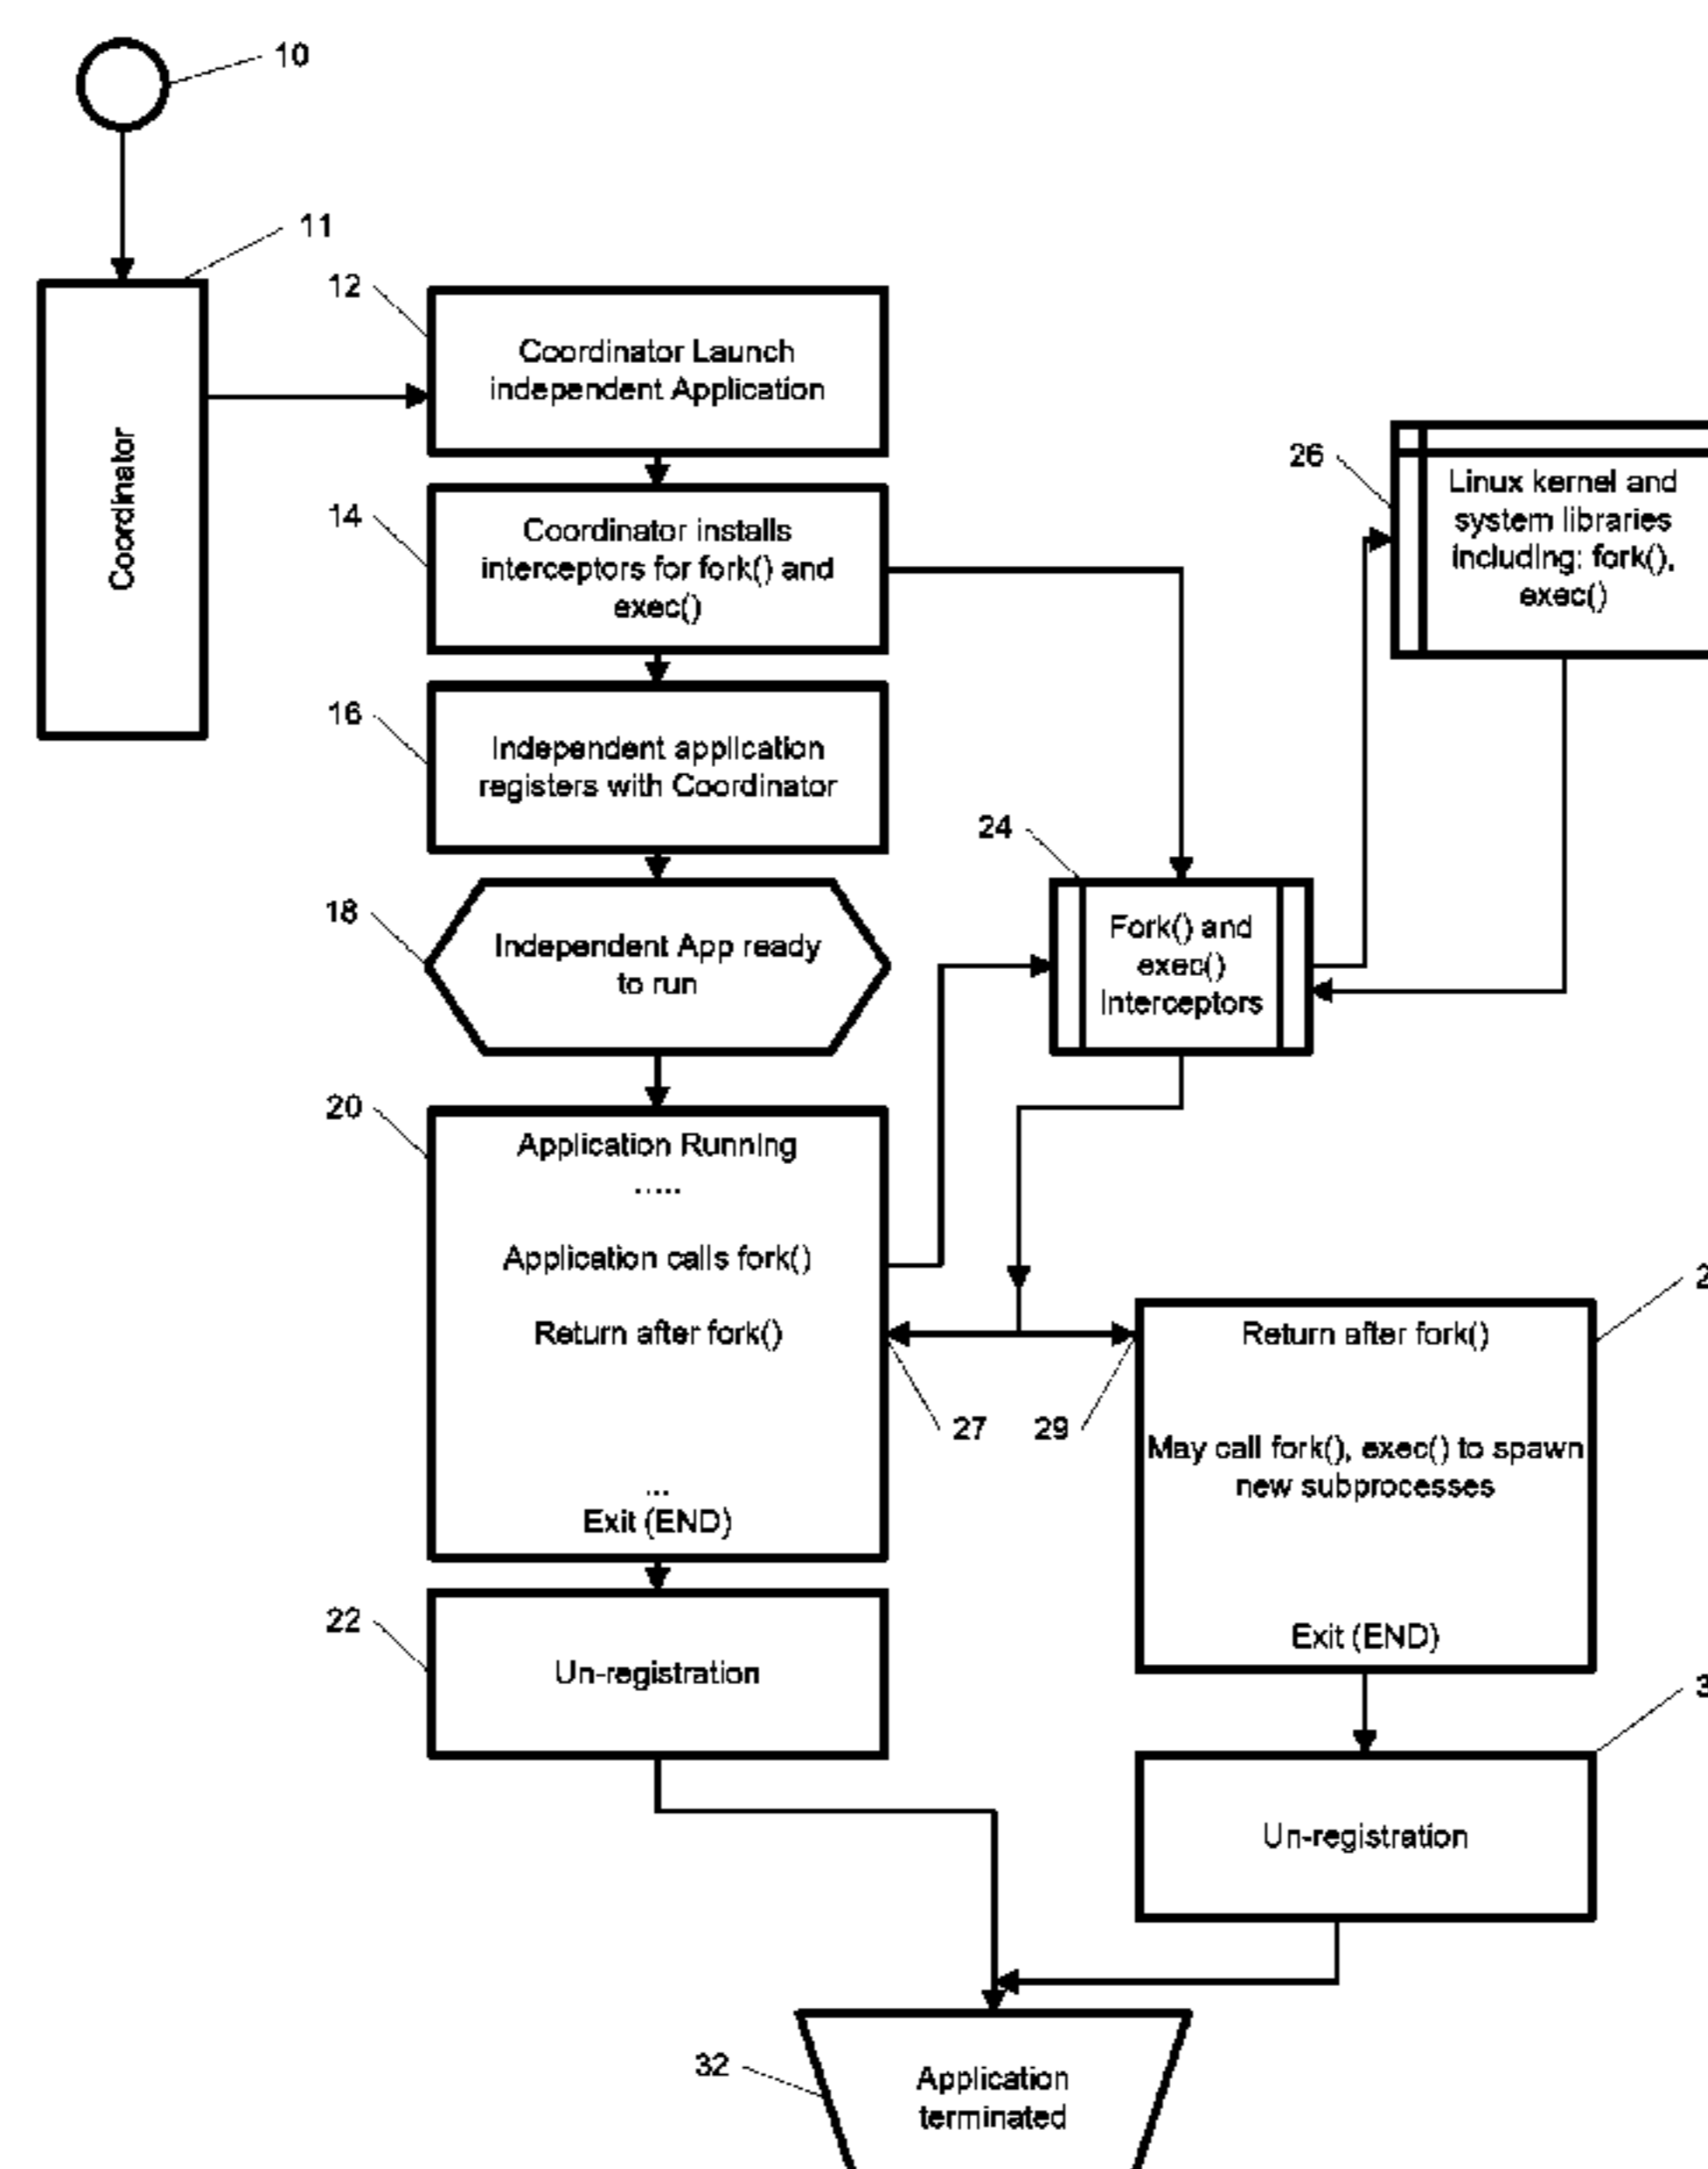 10
11
Coordinator
12
Coordinator Launch
independent Application
14
Coordinator installs
interceptors for fork() and
exec()
26
Linux kernel and
system libraries
including: fork(),
exec()
16
Independent application
registers with Coordinator
24
Fork() and
exec()
Interceptors
18
Independent App ready
to run
20
Application Running
.....
Application calls fork()
Return after fork()
...
Exit (END)
27
29
Return after fork()
May call fork(), exec() to spawn
new subprocesses
Exit (END)
22
Un-registration
Un-registration
32
Application
terminated